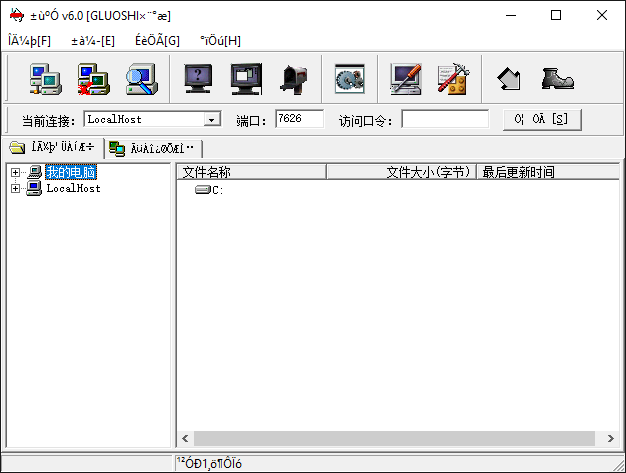 ±ùºÓ v6.0 [GLUOSHI×¨°æ]
ÎÄ¼þ[F] ±à¼-[E] ÉèÖÃ[G] °ïÖú[H]
当前连接: LocalHost 端口: 7626 访问口令: Ó¦ ÓÃ [S]
ÎÄ¼þ¹ÜÀíÆ÷ ÃüÁî¿ØÖÆÌ¨
我的电脑
LocalHost
文件名称 文件大小(字节) 最后更新时间
C:
¹²ÓÐ1¸ö¶ÔÏó